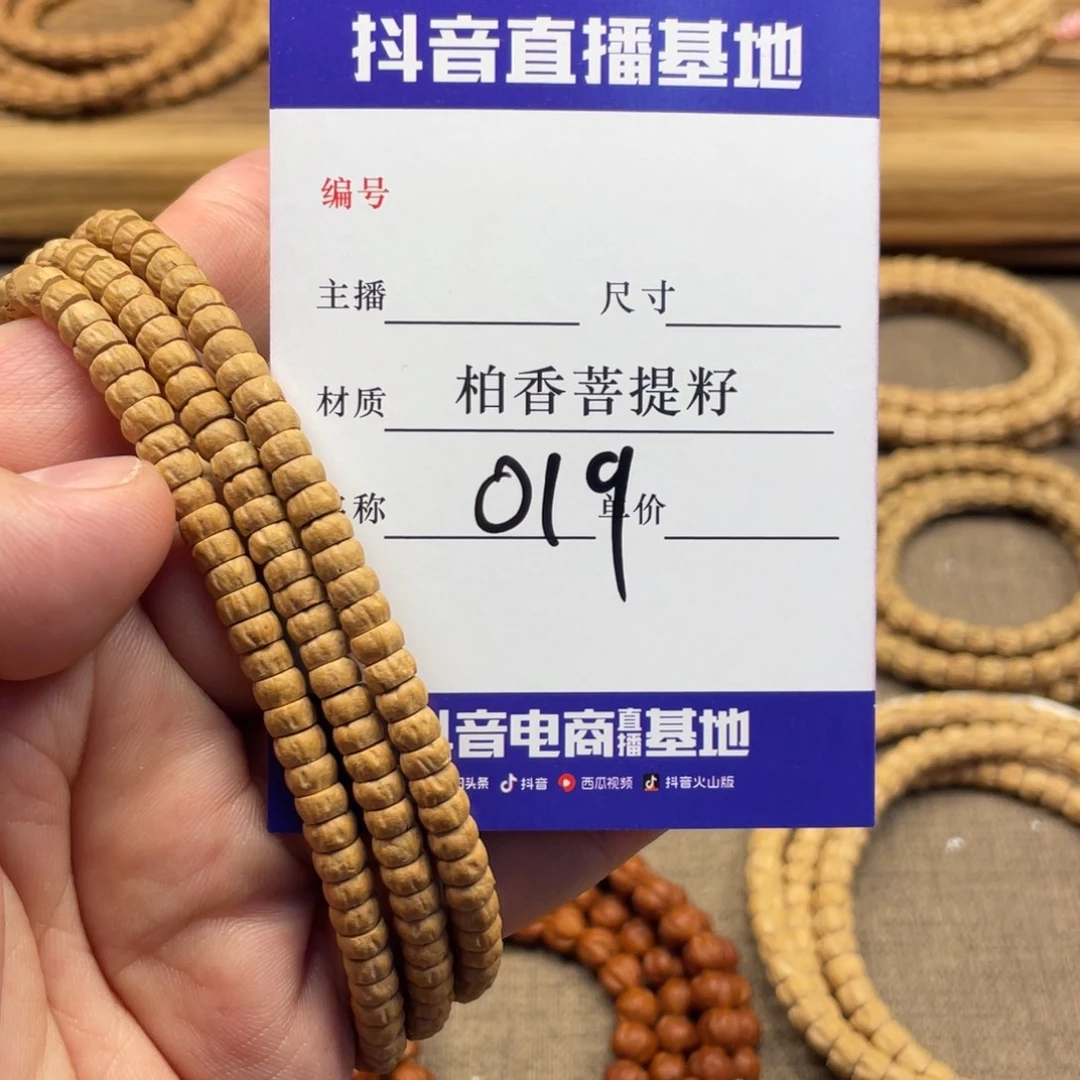 抖音直播基地
编号
主播 尺寸
材质 柏香菩提籽
称 019 单价
音电商直播基地
头条 抖音 西瓜视频 抖音火山版